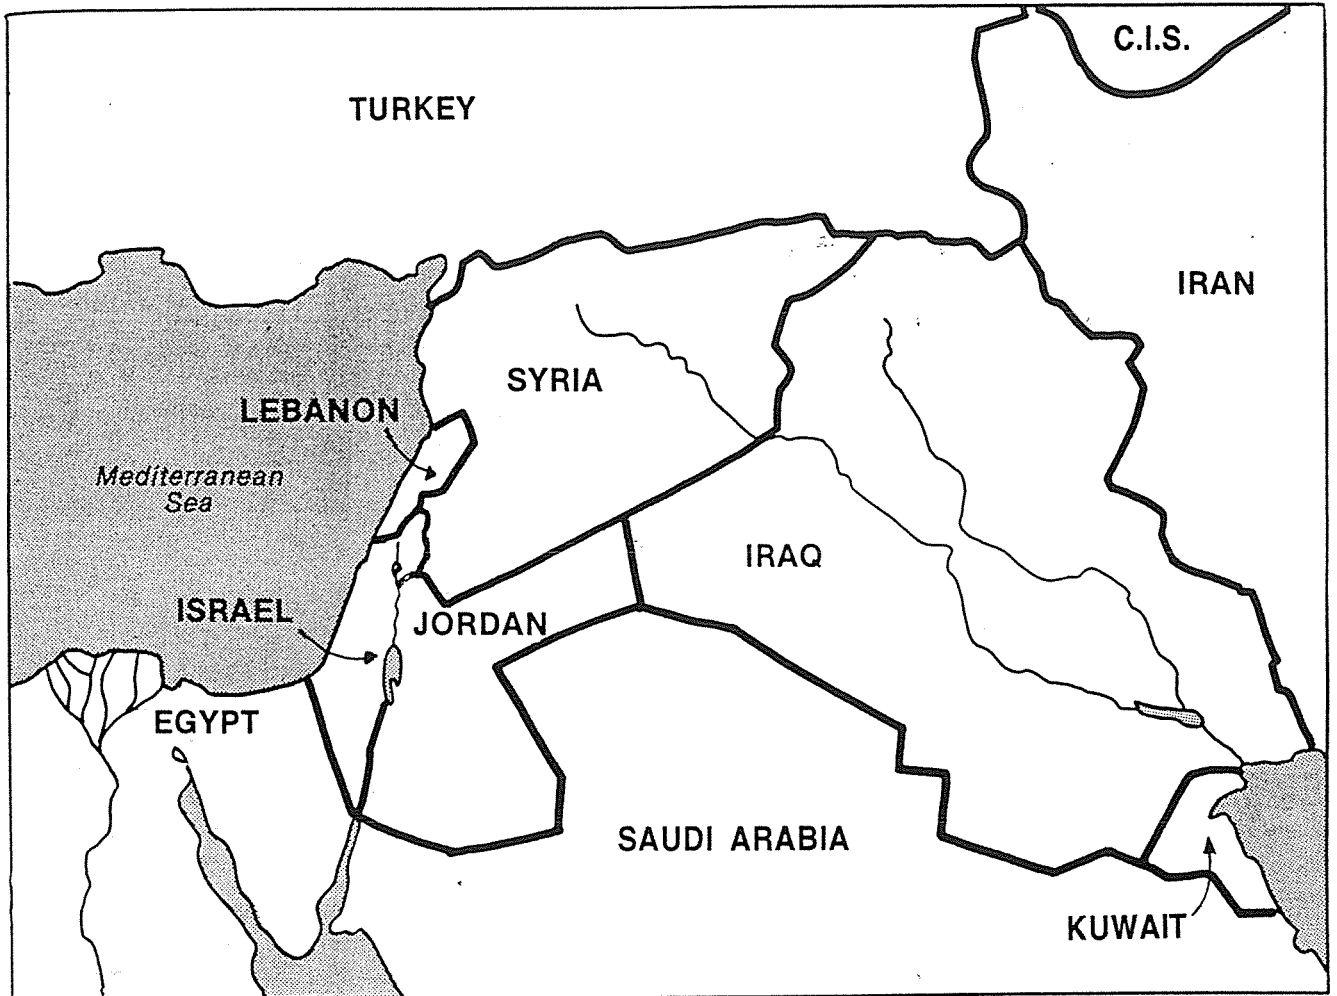 C.I.S.
TURKEY
IRAN
SYRIA
LEBANON
Mediterranean
Sea
IRAQ
ISRAEL
JORDAN
EGYPT
SAUDI ARABIA
KUWAIT